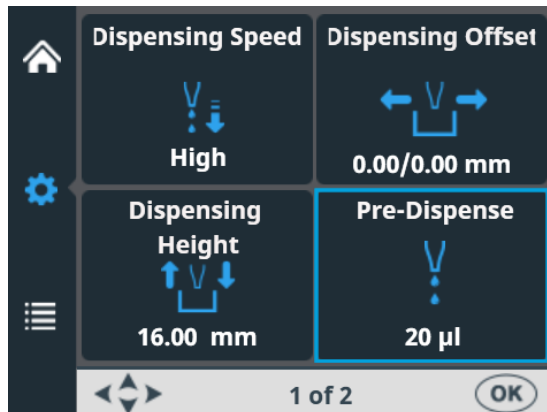 Dispensing Speed
High
Dispensing Offset
0.00/0.00 mm
Dispensing
Height
16.00 mm
Pre-Dispense
20 µl
1 of 2
OK